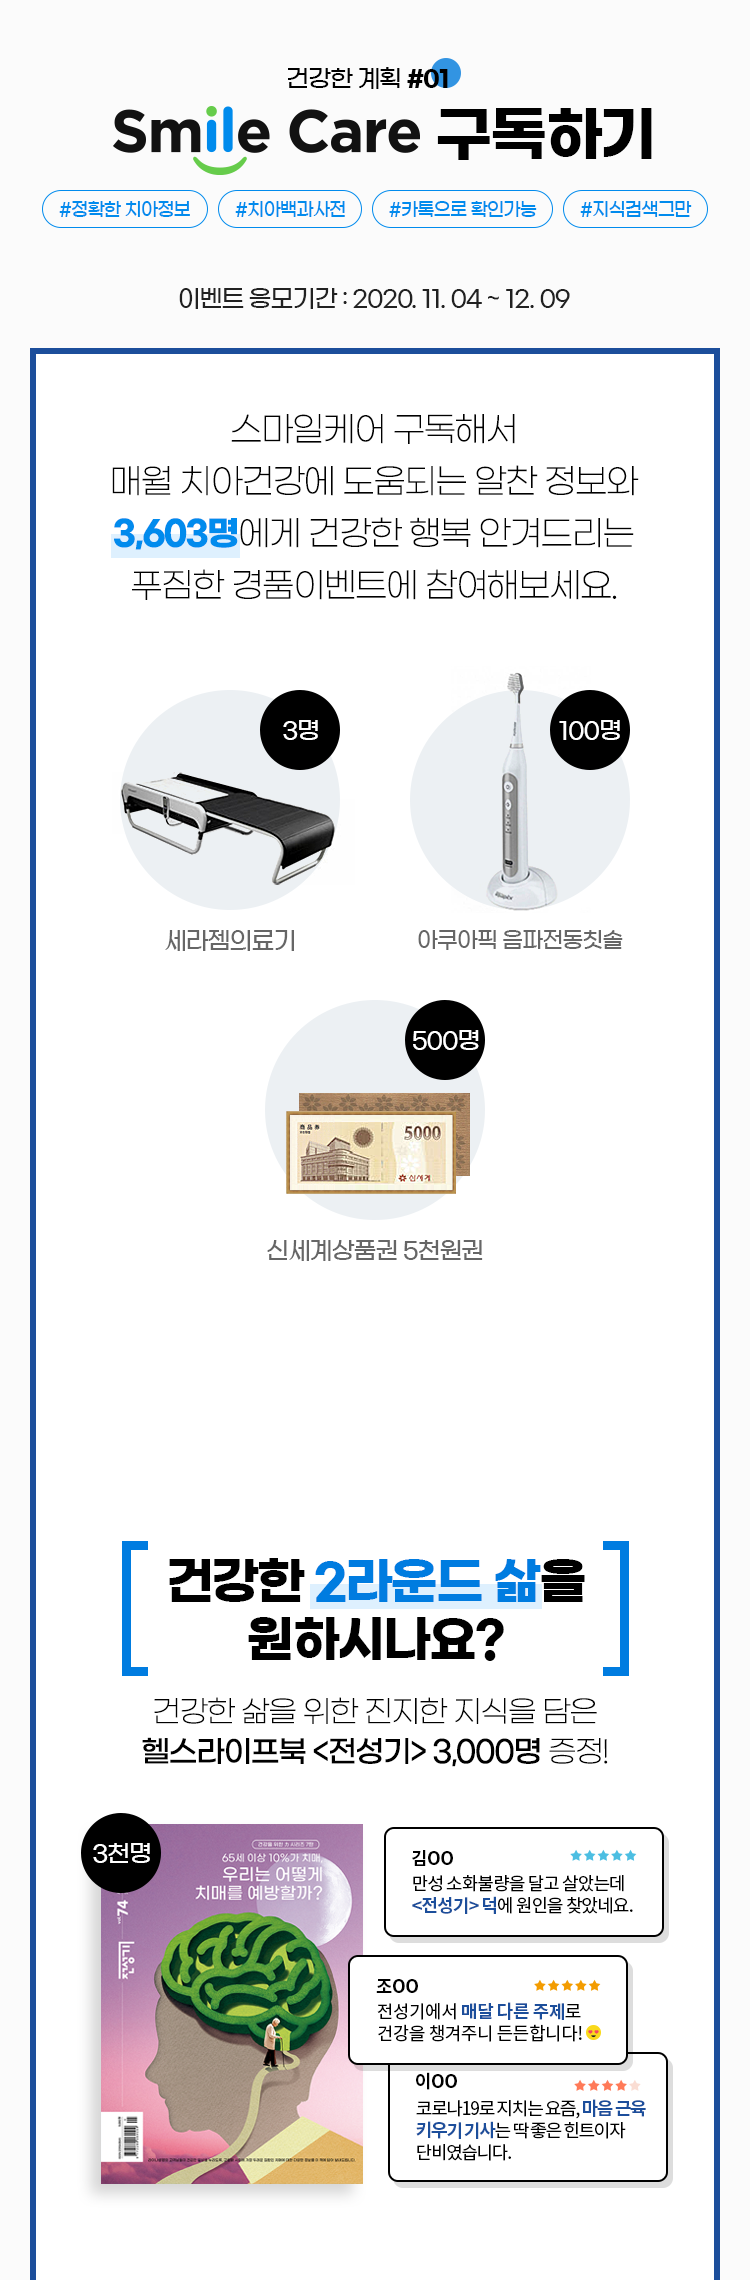 건강한 계획 #01
Smile Care 구독하기
#정확한 치아정보 #치아백과사전 #카톡으로 확인가능 #지식검색그만
이벤트 응모기간 : 2020. 11. 04 ~ 12. 09
스마일케어 구독해서
매월 치아건강에 도움되는 알찬 정보와
3,603명에게 건강한 행복 안겨드리는
푸짐한 경품이벤트에 참여해보세요.
3명
100명
세라젬의료기
아쿠아픽 음파전동칫솔
500명
商品券
5000
신세계
신세계상품권 5천원권
건강한 2라운드 삶을
원하시나요?
건강한 삶을 위한 진지한 지식을 담은
헬스라이프북 <전성기> 3,000명 증정!
3천명
65세 이상 10%가 치매,
우리는 어떻게
치매를 예방할까?
74
전성기
김OO
만성 소화불량을 달고 살았는데
<전성기> 덕에 원인을 찾았네요.
조OO
전성기에서 매달 다른 주제로
건강을 챙겨주니 든든합니다!😍
이OO
코로나19로 지치는 요즘, 마음 근육
키우기 기사는 딱 좋은 힌트이자
단비였습니다.